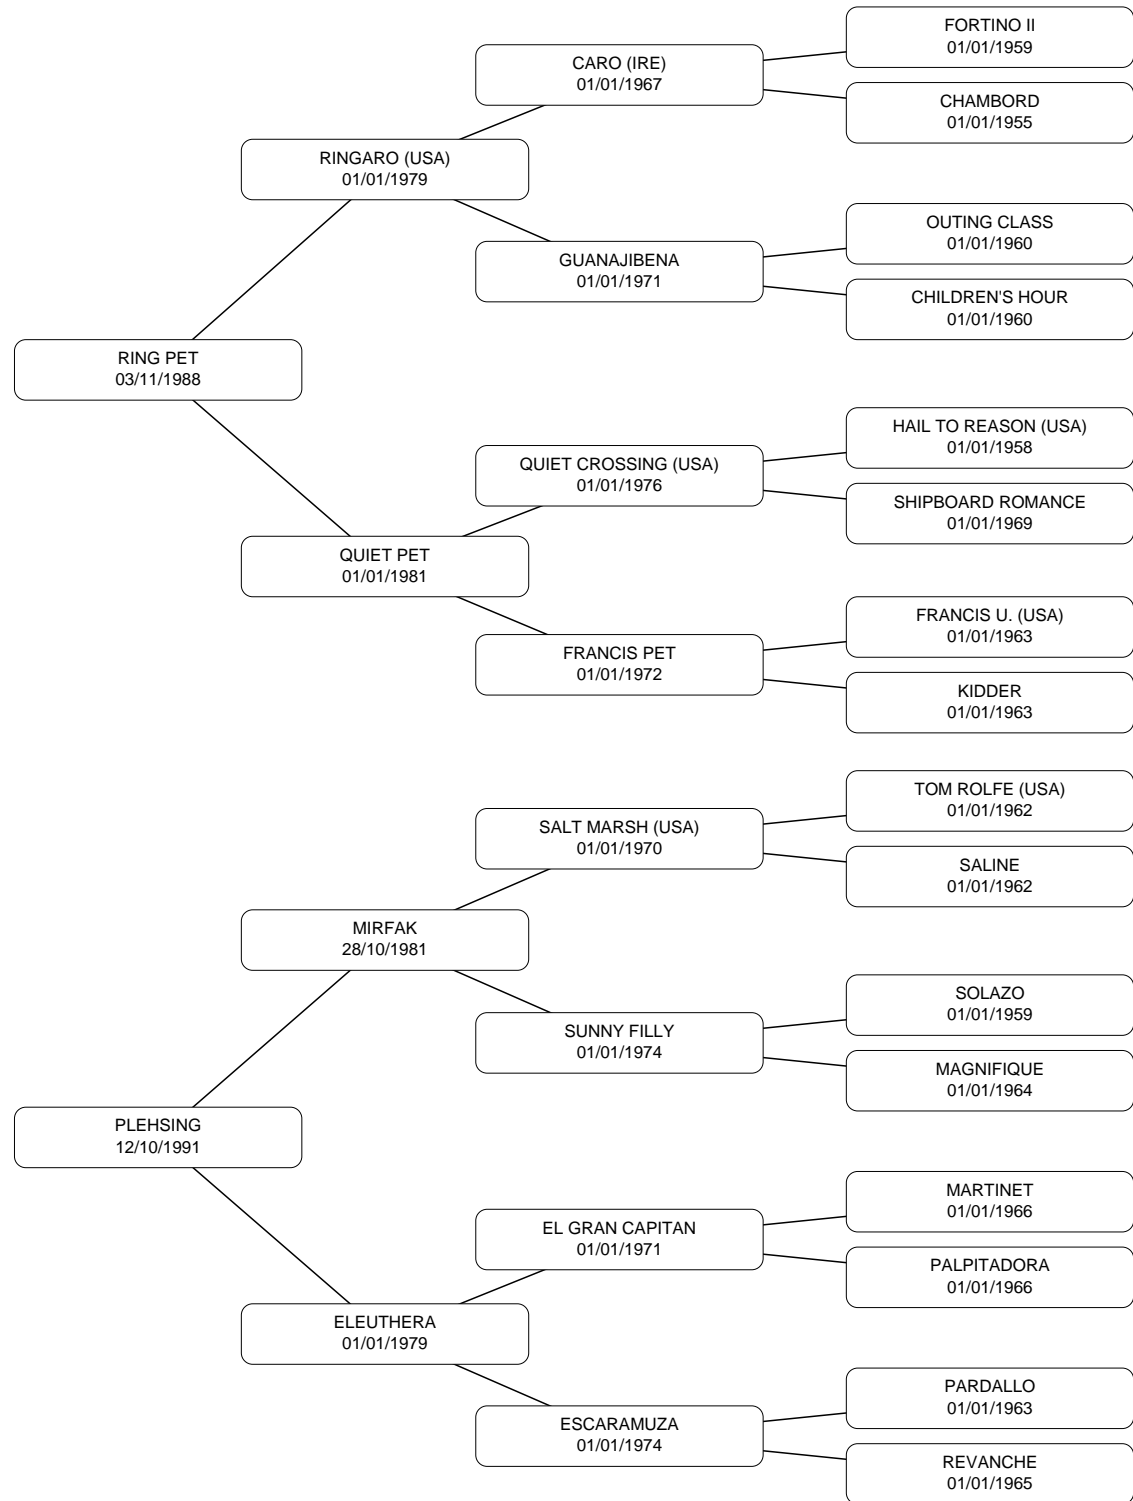 FORTINO II
01/01/1959
CARO (IRE)
01/01/1967
CHAMBORD
01/01/1955
RINGARO (USA)
01/01/1979
OUTING CLASS
01/01/1960
GUANAJIBENA
01/01/1971
CHILDREN'S HOUR
01/01/1960
RING PET
03/11/1988
HAIL TO REASON (USA)
01/01/1958
QUIET CROSSING (USA)
01/01/1976
SHIPBOARD ROMANCE
01/01/1969
QUIET PET
01/01/1981
FRANCIS U. (USA)
01/01/1963
FRANCIS PET
01/01/1972
KIDDER
01/01/1963
TOM ROLFE (USA)
01/01/1962
SALT MARSH (USA)
01/01/1970
SALINE
01/01/1962
MIRFAK
28/10/1981
SOLAZO
01/01/1959
SUNNY FILLY
01/01/1974
MAGNIFIQUE
01/01/1964
PLEHSING
12/10/1991
MARTINET
01/01/1966
EL GRAN CAPITAN
01/01/1971
PALPITADORA
01/01/1966
ELEUTHERA
01/01/1979
PARDALLO
01/01/1963
ESCARAMUZA
01/01/1974
REVANCHE
01/01/1965